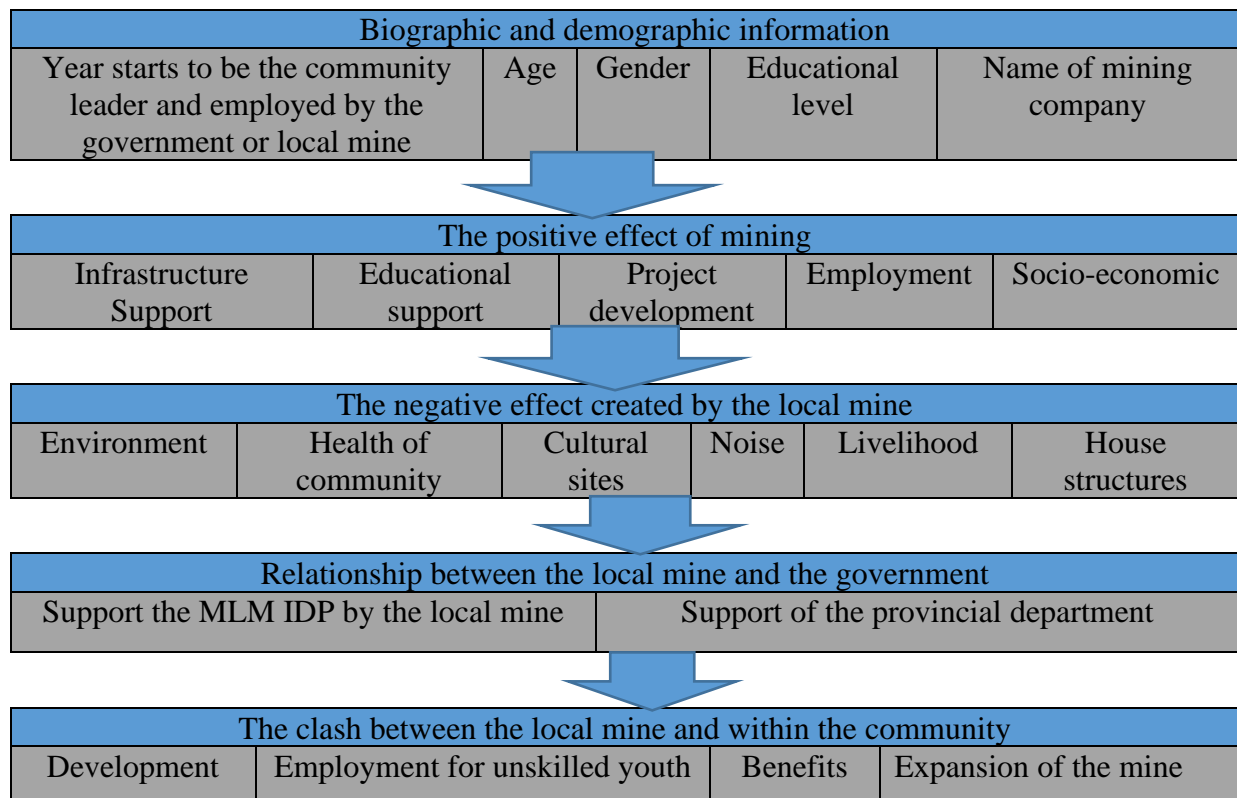 Biographic and demographic information
Year starts to be the community
leader and employed by the
government or local mine
Age
Gender
Educational
level
Name of mining
company
The positive effect of mining
Infrastructure
Support
Educational
support
Project
development
Employment
Socio-economic
The negative effect created by the local mine
Environment
Health of
community
Cultural
sites
Noise
Livelihood
House
structures
Relationship between the local mine and the government
Support the MLM IDP by the local mine
Support of the provincial department
The clash between the local mine and within the community
Development
Employment for unskilled youth
Benefits
Expansion of the mine